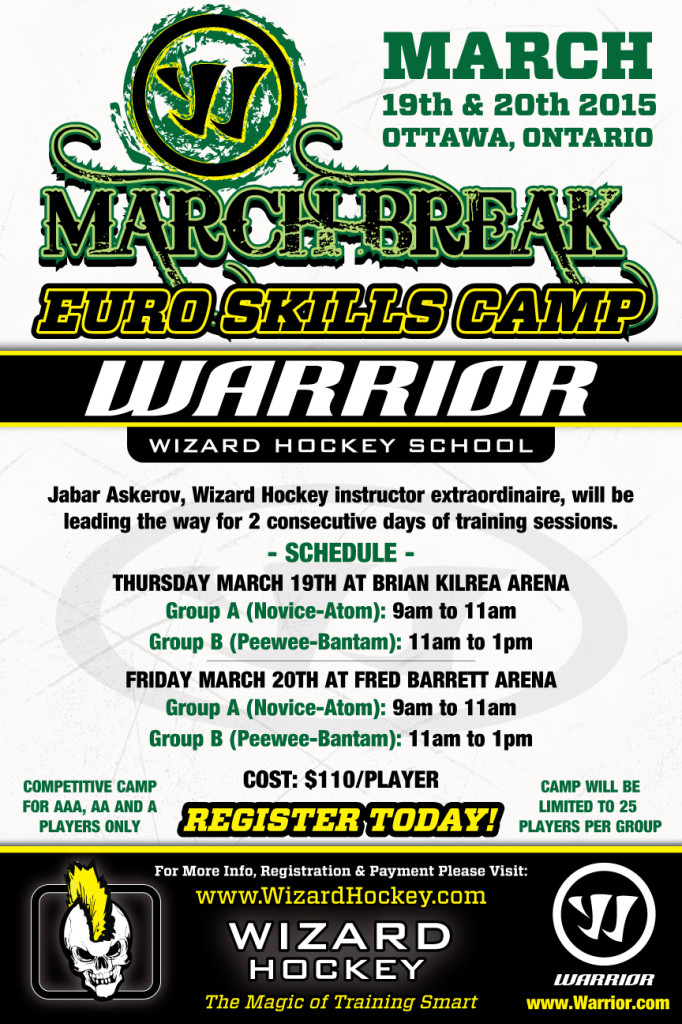 MARCH
19th & 20th 2015
OTTAWA, ONTARIO
MARCH BREAK
EURO SKILLS CAMP
WARRIOR
WIZARD HOCKEY SCHOOL
Jabar Askerov, Wizard Hockey instructor extraordinaire, will be
leading the way for 2 consecutive days of training sessions.
- SCHEDULE -
THURSDAY MARCH 19TH AT BRIAN KILREA ARENA
Group A (Novice-Atom): 9am to 11am
Group B (Peewee-Bantam): 11am to 1pm
FRIDAY MARCH 20TH AT FRED BARRETT ARENA
Group A (Novice-Atom): 9am to 11am
Group B (Peewee-Bantam): 11am to 1pm
COST: $110/PLAYER
COMPETITIVE CAMP
FOR AAA, AA AND A
PLAYERS ONLY
REGISTER TODAY!
CAMP WILL BE
LIMITED TO 25
PLAYERS PER GROUP
For More Info, Registration & Payment Please Visit:
www.WizardHockey.com
WIZARD
HOCKEY
The Magic of Training Smart
WARRIOR
www.Warrior.com